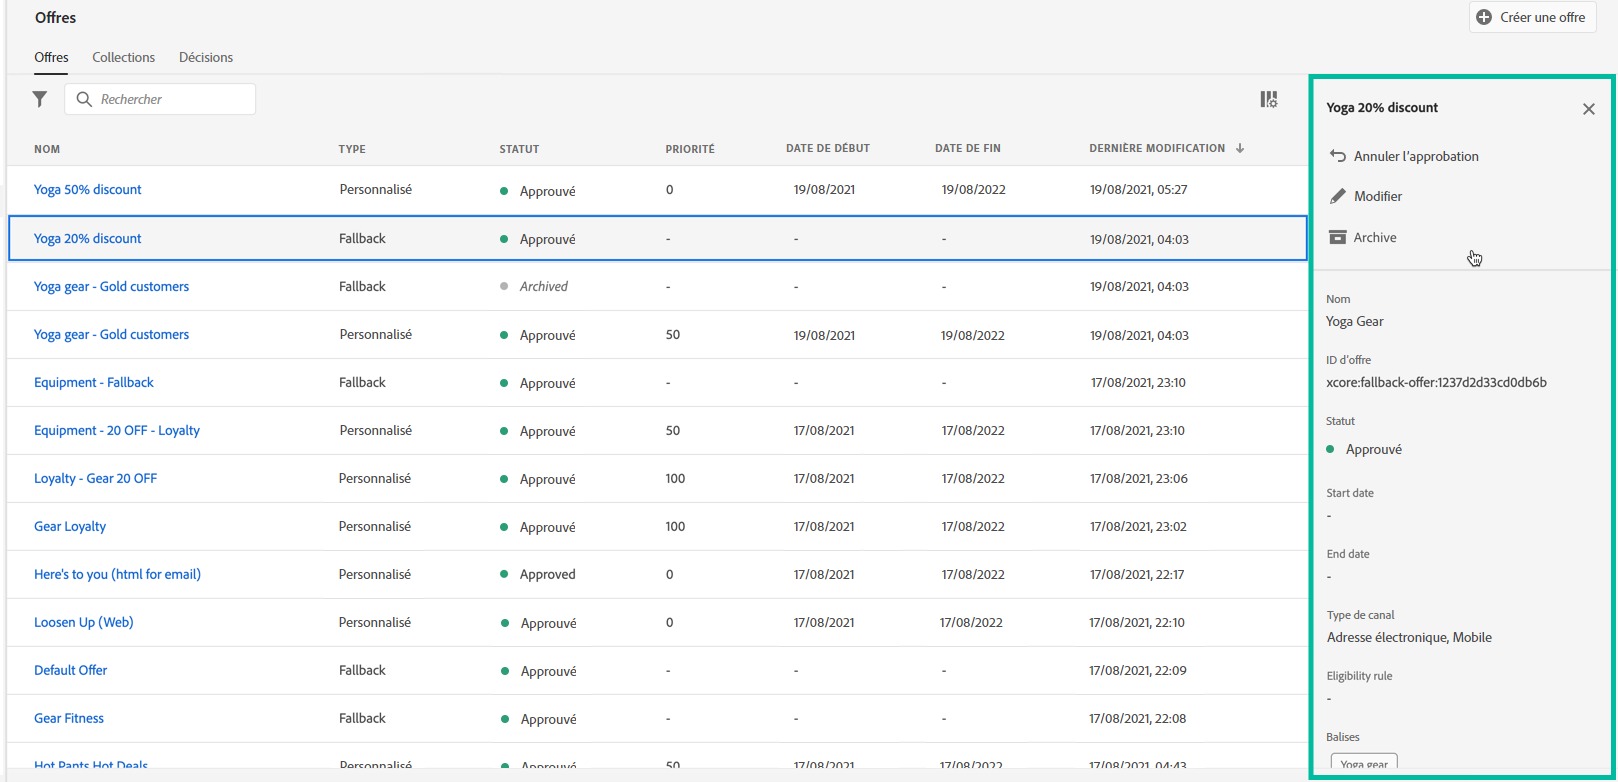 Offres
Créer une offre
Offres Collections Décisions
Rechercher
NOM TYPE STATUT PRIORITÉ DATE DE DÉBUT DATE DE FIN DERNIÈRE MODIFICATION
Yoga 50% discount Personnalisé Approuvé 0 19/08/2021 19/08/2022 19/08/2021, 05:27
Yoga 20% discount Fallback Approuvé - - - 19/08/2021, 04:03
Yoga gear - Gold customers Fallback Archived - - - 19/08/2021, 04:03
Yoga gear - Gold customers Personnalisé Approuvé 50 19/08/2021 19/08/2022 19/08/2021, 04:03
Equipment - Fallback Fallback Approuvé - - - 17/08/2021, 23:10
Equipment - 20 OFF - Loyalty Personnalisé Approuvé 50 17/08/2021 17/08/2022 17/08/2021, 23:10
Loyalty - Gear 20 OFF Personnalisé Approuvé 100 17/08/2021 17/08/2022 17/08/2021, 23:06
Gear Loyalty Personnalisé Approuvé 100 17/08/2021 17/08/2022 17/08/2021, 23:02
Here's to you (html for email) Personnalisé Approved 0 17/08/2021 17/08/2022 17/08/2021, 22:17
Loosen Up (Web) Personnalisé Approuvé 0 17/08/2021 17/08/2022 17/08/2021, 22:10
Default Offer Fallback Approuvé - - - 17/08/2021, 22:09
Gear Fitness Fallback Approuvé - - - 17/08/2021, 22:08
Hot Pants Hot Deals Personnalisé Approuvé 50 17/08/2021 17/08/2022 17/08/2021, 04:43
Yoga 20% discount
Annuler l'approbation
Modifier
Archive
Nom
Yoga Gear
ID d'offre
xcore:fallback-offer:1237d2d33cd0db6b
Statut
Approuvé
Start date
-
End date
-
Type de canal
Adresse électronique, Mobile
Eligibility rule
-
Balises
Yoga gear